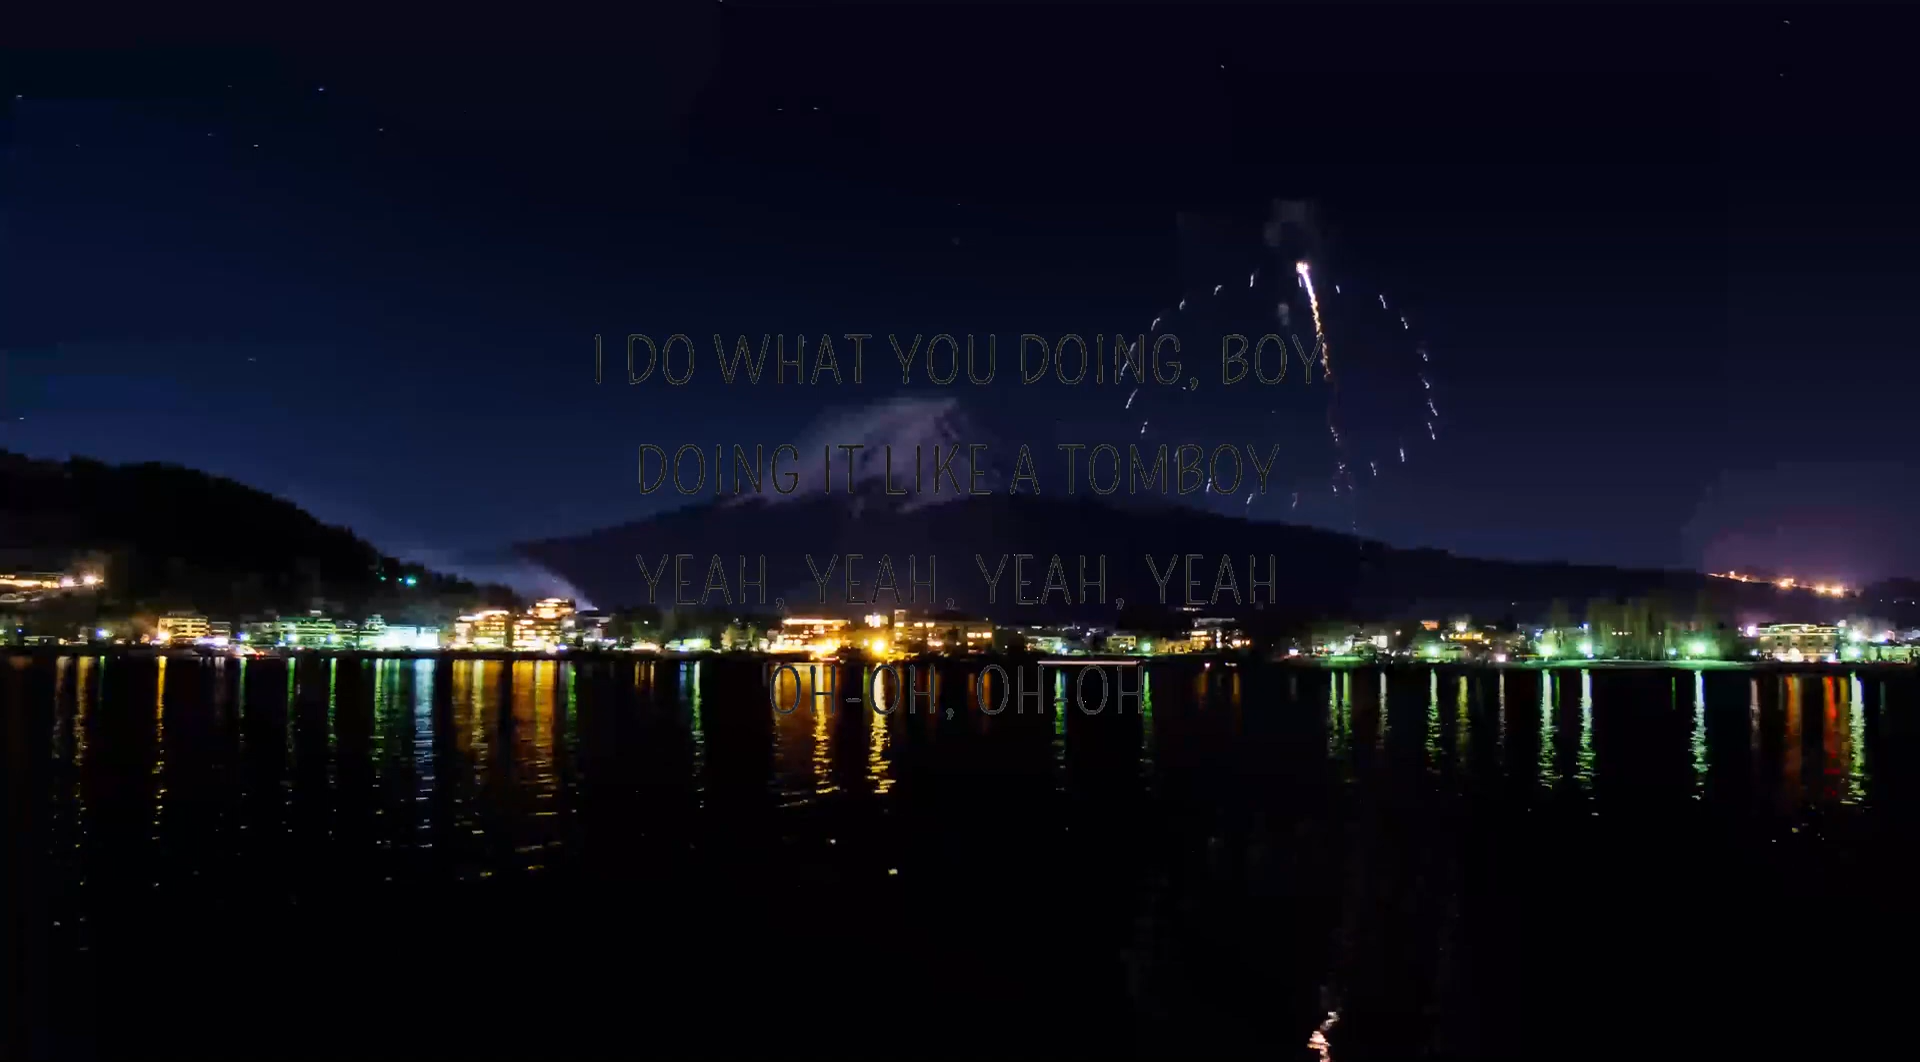 I DO WHAT YOU DOING, BOY
DOING IT LIKE A TOMBOY
YEAH, YEAH, YEAH, YEAH
OH-OH, OH-OH